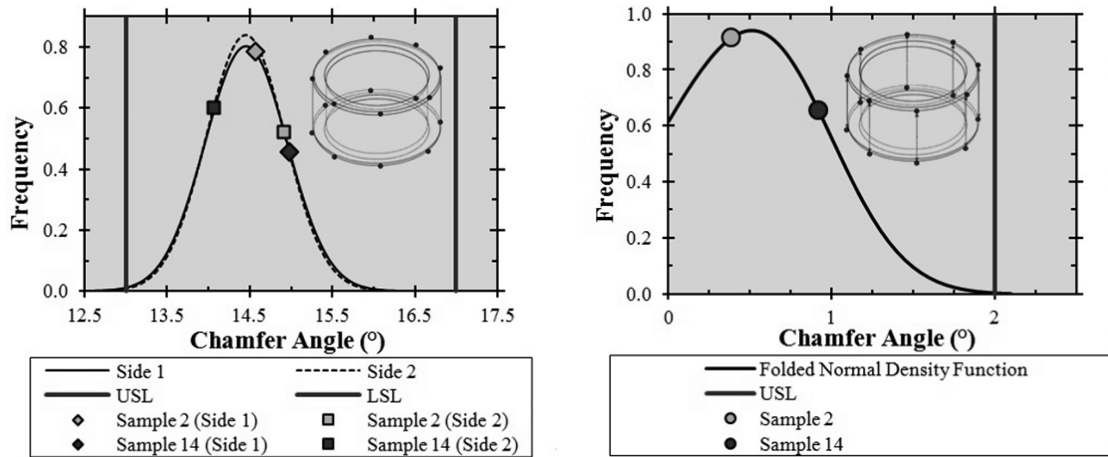 Frequency
0.8
0.6
0.4
0.2
0.0
12.5 13.5 14.5 15.5 16.5 17.5
Chamfer Angle (°)
Side 1 Side 2
USL LSL
Sample 2 (Side 1) Sample 2 (Side 2)
Sample 14 (Side 1) Sample 14 (Side 2)
Frequency
1.0
0.8
0.6
0.4
0.2
0.0
0 1 2
Chamfer Angle (°)
Folded Normal Density Function
USL
Sample 2
Sample 14